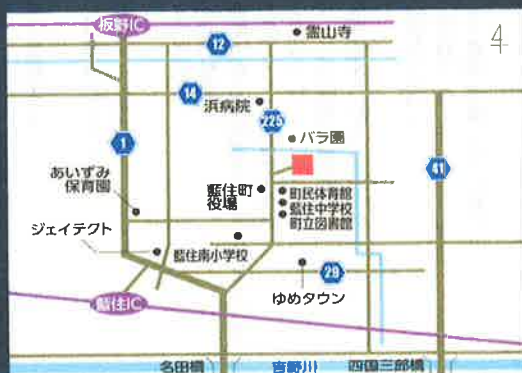 板野IC
霊山寺
4
12
14
浜病院
225
バラ園
1
41
あいずみ
保育園
藍住町
役場
町民体育館
藍住中学校
町立図書館
ジェイテクト
藍住南小学校
29
ゆめタウン
藍住IC
名田橋
吉野川
四国三郎橋